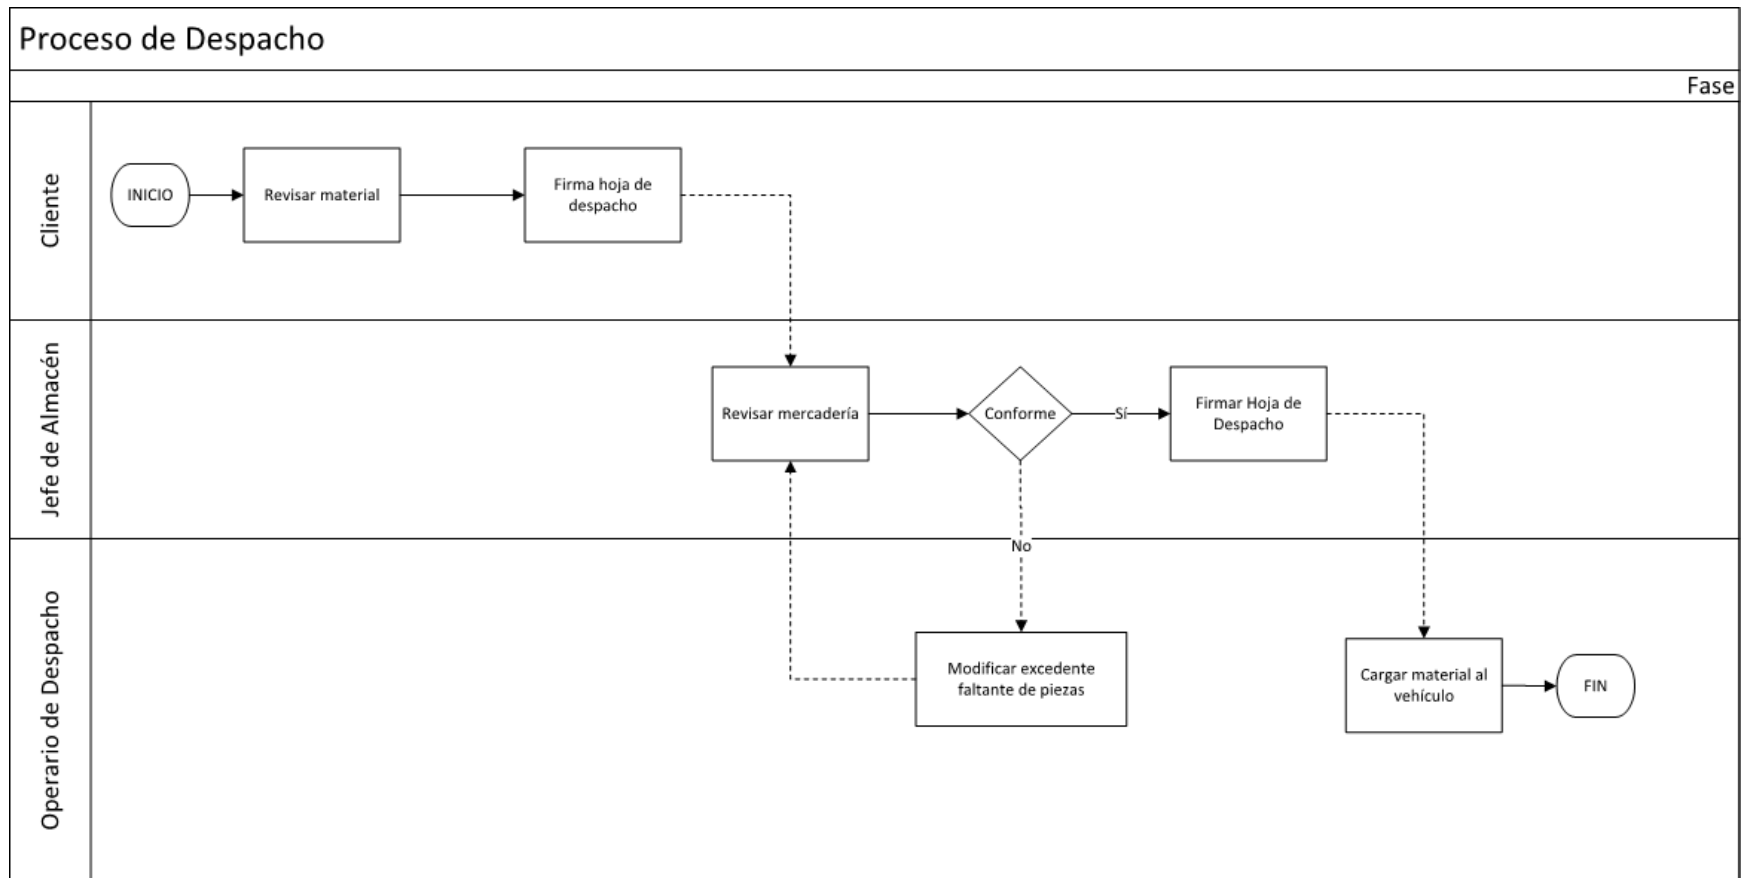 Proceso de Despacho
Fase
Cliente
INICIO
Revisar material
Firma hoja de
despacho
Jefe de Almacén
Revisar mercadería
Conforme
Sí
Firmar Hoja de
Despacho
No
Operario de Despacho
Modificar excedente
faltante de piezas
Cargar material al
vehículo
FIN